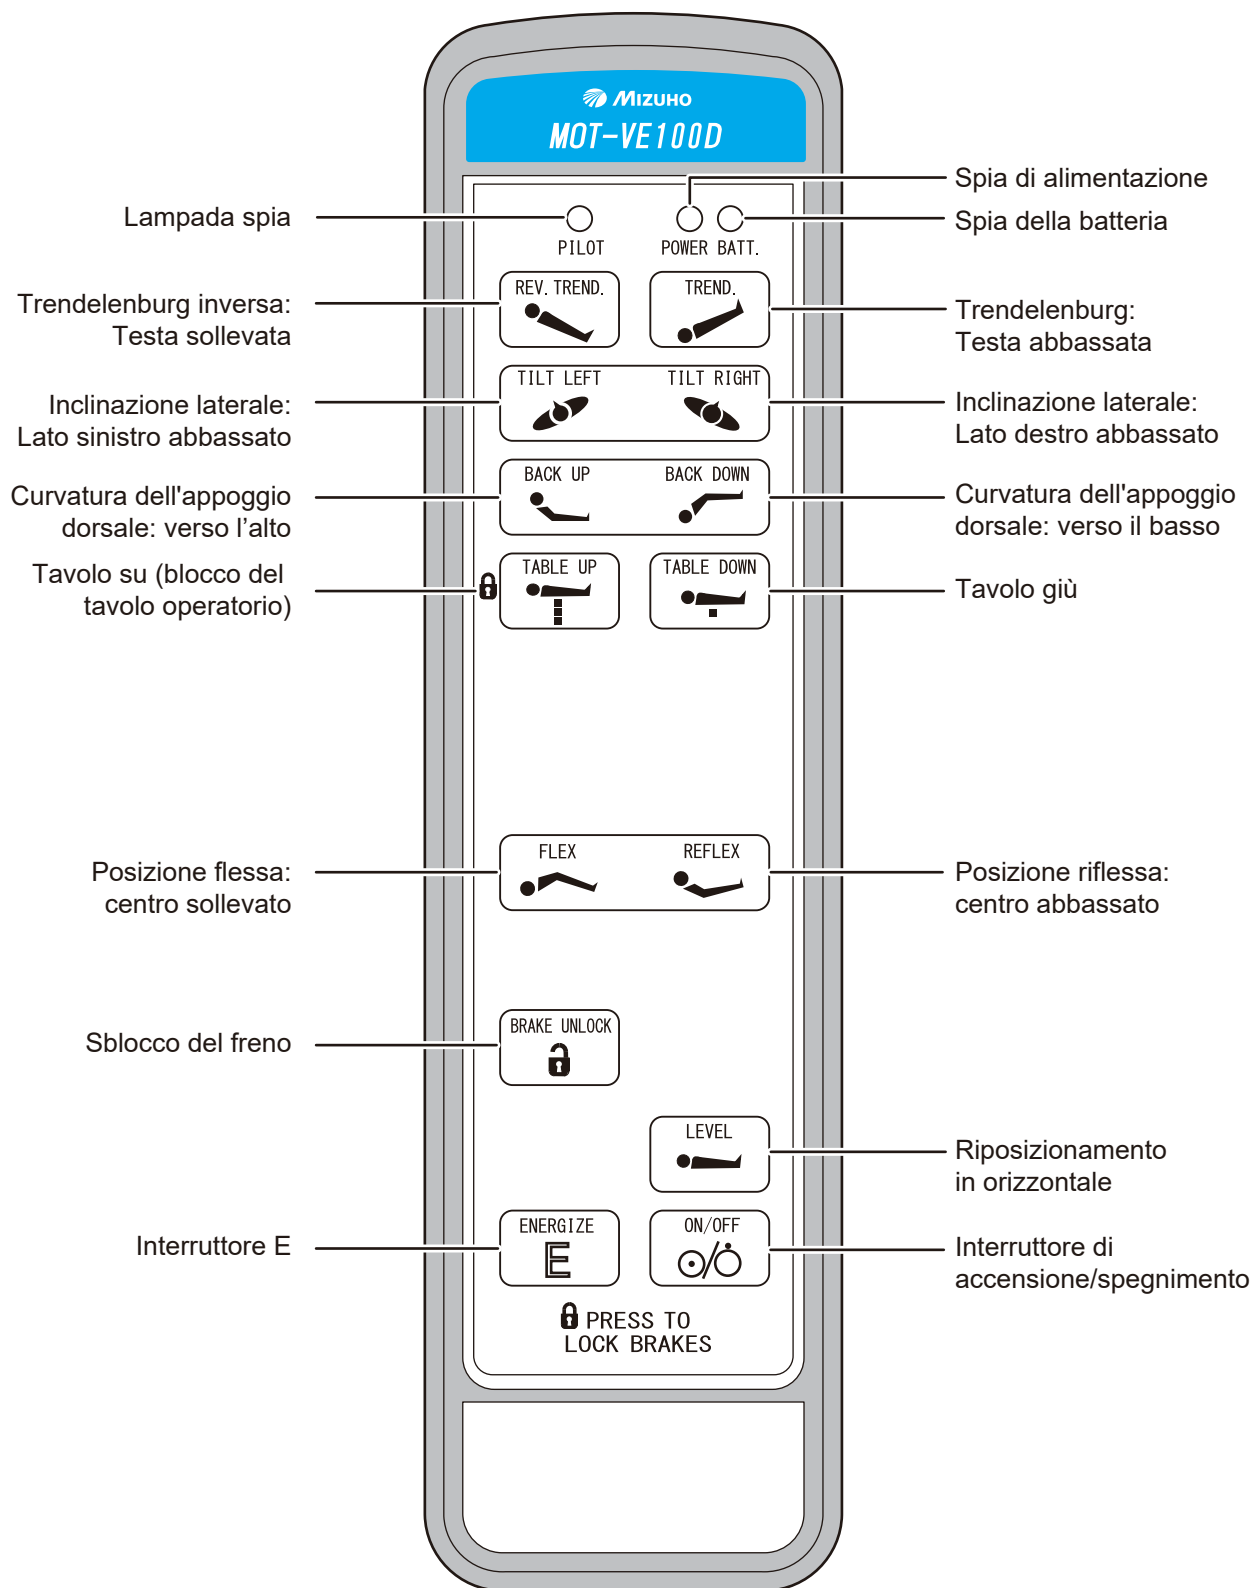 MIZUHO
MOT-VE100D
Lampada spia
Spia di alimentazione
Spia della batteria
PILOT
POWER BATT.
Trendelenburg inversa:
Testa sollevata
REV. TREND.
TREND.
Trendelenburg:
Testa abbassata
Inclinazione laterale:
Lato sinistro abbassato
TILT LEFT
TILT RIGHT
Inclinazione laterale:
Lato destro abbassato
Curvatura dell'appoggio
dorsale: verso l’alto
BACK UP
BACK DOWN
Curvatura dell'appoggio
dorsale: verso il basso
Tavolo su (blocco del
tavolo operatorio)
TABLE UP
TABLE DOWN
Tavolo giù
Posizione flessa:
centro sollevato
FLEX
REFLEX
Posizione riflessa:
centro abbassato
Sblocco del freno
BRAKE UNLOCK
LEVEL
Riposizionamento
in orizzontale
Interruttore E
ENERGIZE
E
ON/OFF
Interruttore di
accensione/spegnimento
PRESS TO
LOCK BRAKES